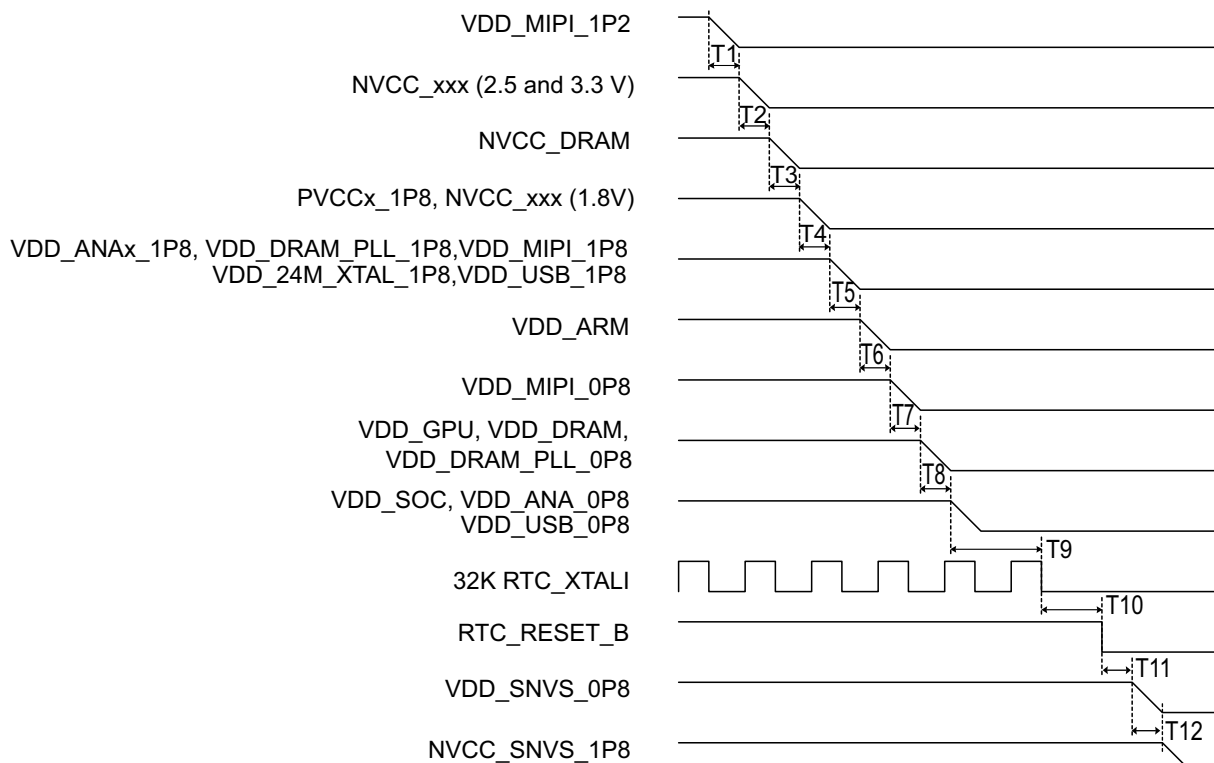 VDD_MIPI_1P2
T1
NVCC_xxx (2.5 and 3.3 V)
T2
NVCC_DRAM
T3
PVCCx_1P8, NVCC_xxx (1.8V)
T4
VDD_ANAx_1P8, VDD_DRAM_PLL_1P8,VDD_MIPI_1P8
VDD_24M_XTAL_1P8,VDD_USB_1P8
T5
VDD_ARM
T6
VDD_MIPI_0P8
T7
VDD_GPU, VDD_DRAM,
VDD_DRAM_PLL_0P8
T8
VDD_SOC, VDD_ANA_0P8
VDD_USB_0P8
T9
32K RTC_XTALI
T10
RTC_RESET_B
T11
VDD_SNVS_0P8
T12
NVCC_SNVS_1P8